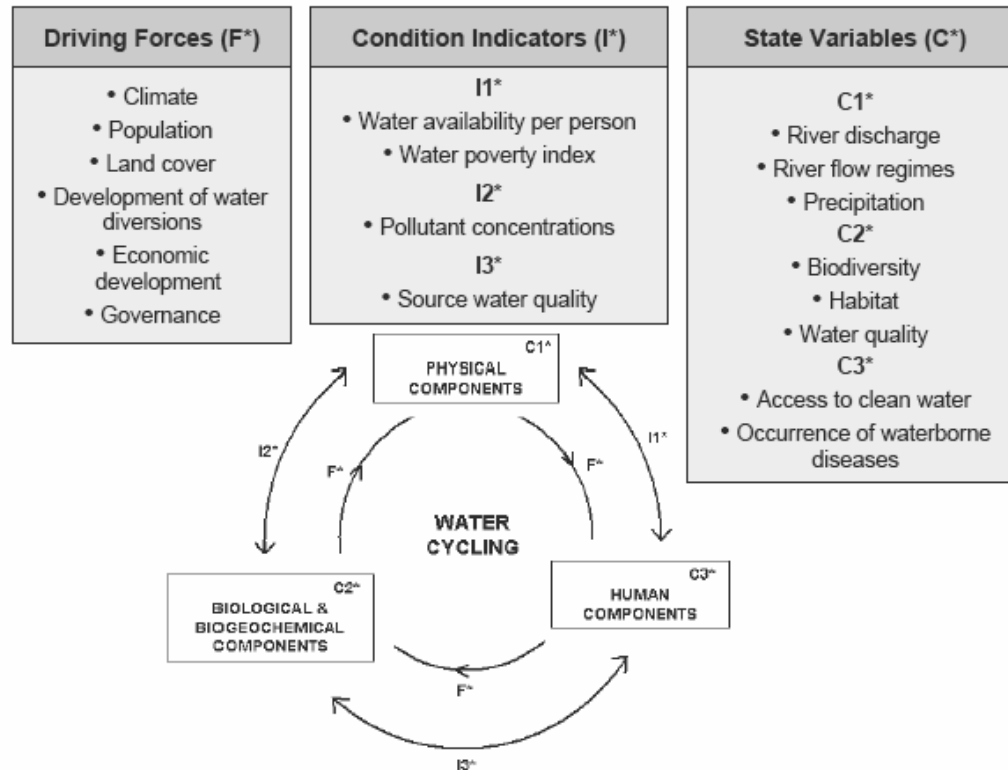 Driving Forces (F*)
• Climate
• Population
• Land cover
• Development of water
diversions
• Economic
development
• Governance
Condition Indicators (I*)
I1*
• Water availability per person
• Water poverty index
I2*
• Pollutant concentrations
I3*
• Source water quality
State Variables (C*)
C1*
• River discharge
• River flow regimes
• Precipitation
C2*
• Biodiversity
• Habitat
• Water quality
C3*
• Access to clean water
• Occurrence of waterborne
diseases
C1*
PHYSICAL
COMPONENTS
I2*
F*
F*
I1*
WATER
CYCLING
C2*
BIOLOGICAL &
BIOGEOCHEMICAL
COMPONENTS
C3*
HUMAN
COMPONENTS
F*
I3*